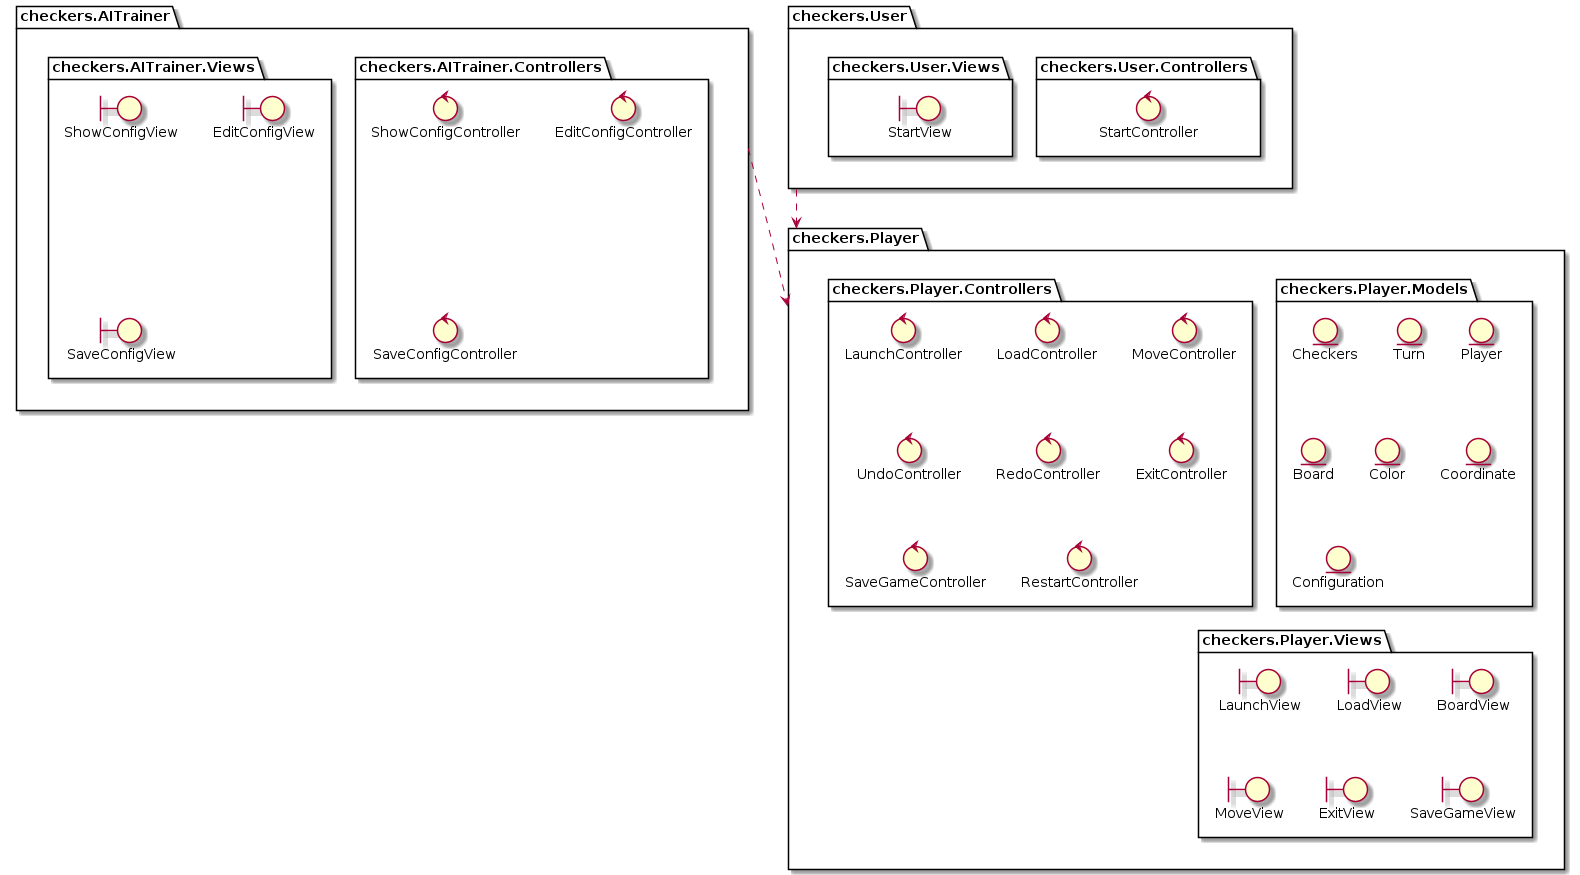 checkers.AITrainer
checkers.AITrainer.Views
ShowConfigView
EditConfigView
SaveConfigView
checkers.AITrainer.Controllers
ShowConfigController
EditConfigController
SaveConfigController
checkers.User
checkers.User.Views
StartView
checkers.User.Controllers
StartController
checkers.Player
checkers.Player.Controllers
LaunchController
LoadController
MoveController
UndoController
RedoController
ExitController
SaveGameController
RestartController
checkers.Player.Models
Checkers
Turn
Player
Board
Color
Coordinate
Configuration
checkers.Player.Views
LaunchView
LoadView
BoardView
MoveView
ExitView
SaveGameView